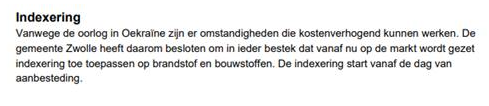 Indexering
Vanwege de oorlog in Oekraïne zijn er omstandigheden die kostenverhogend kunnen werken. De
gemeente Zwolle heeft daarom besloten om in ieder bestek dat vanaf nu op de markt wordt gezet
indexering toe toepassen op brandstof en bouwstoffen. De indexering start vanaf de dag van
aanbesteding.